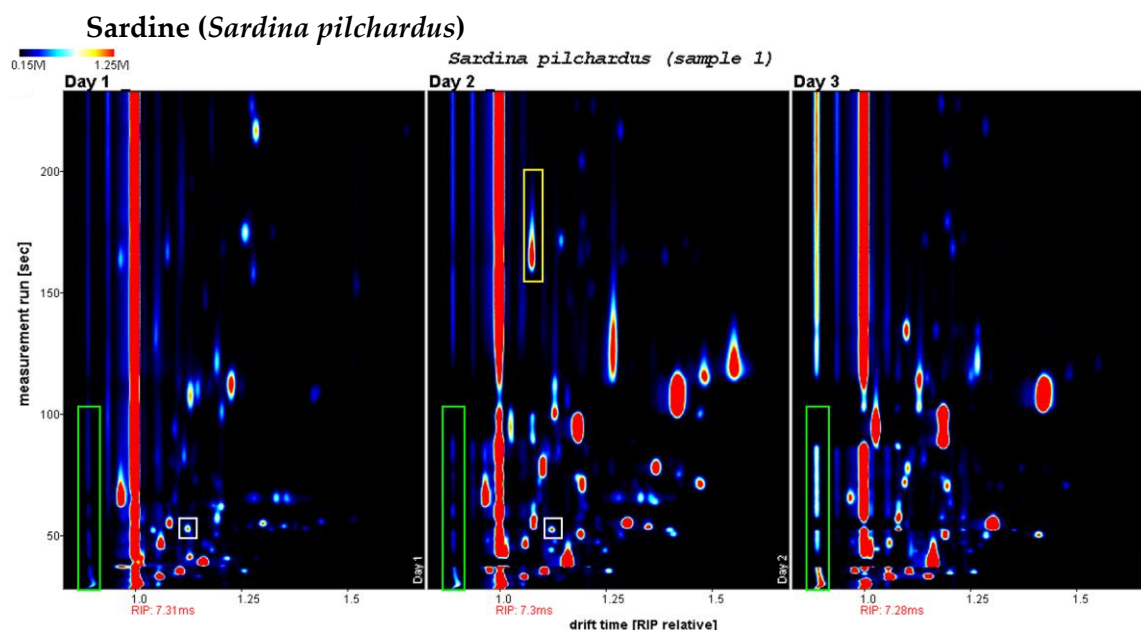 Sardine (Sardina pilchardus)
0.15M 1.25M
Sardina pilchardus (sample 1)
Day 1 Day 2 Day 3
200
150
100
50
measurement run [sec]
Day 1
Day 2
1.0 1.25 1.5 1.0 1.25 1.5 1.0 1.25 1.5
RIP: 7.31ms RIP: 7.3ms RIP: 7.28ms
drift time [RIP relative]